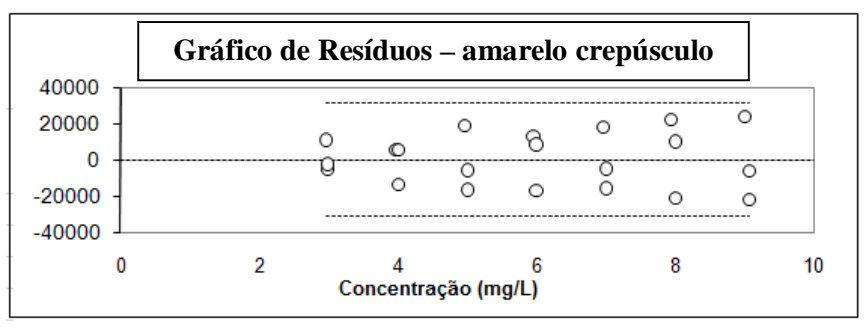 Gráfico de Resíduos – amarelo crepúsculo
40000
20000
0
-20000
-40000
0 2 4 6 8 10
Concentração (mg/L)